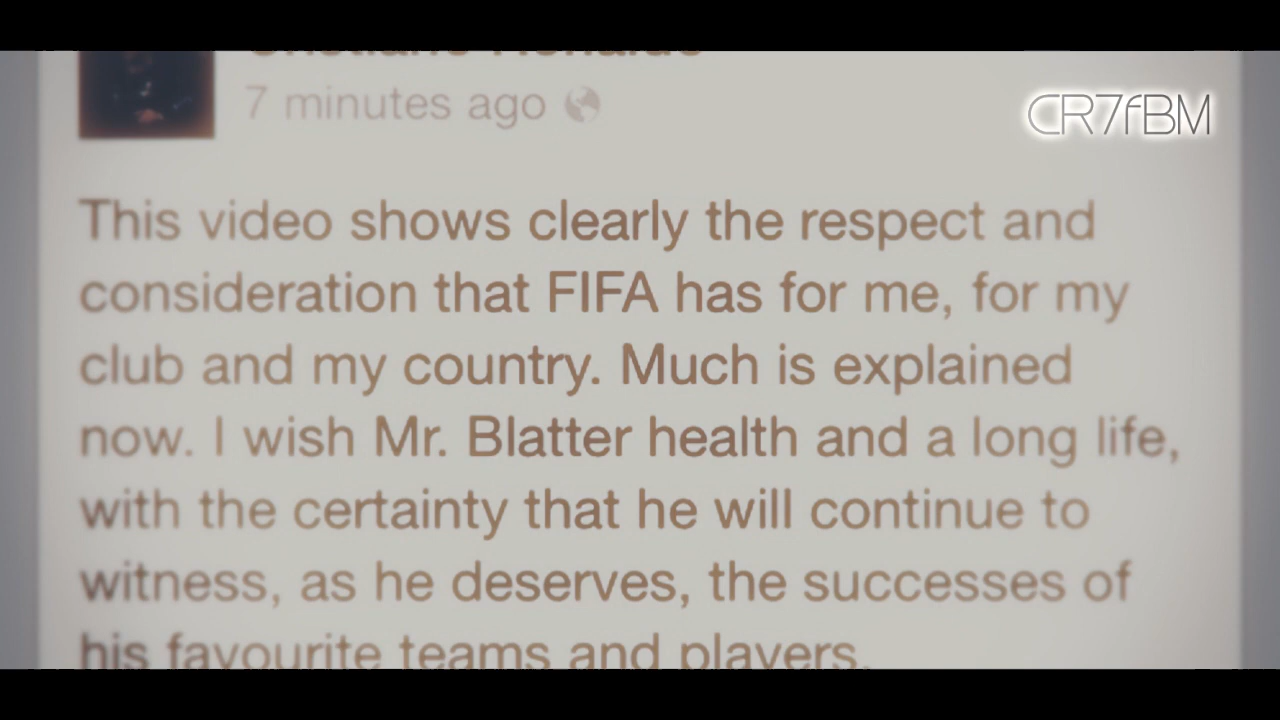 Cristiano Ronaldo
7 minutes ago
CR7fBM
This video shows clearly the respect and
consideration that FIFA has for me, for my
club and my country. Much is explained
now. I wish Mr. Blatter health and a long life,
with the certainty that he will continue to
witness, as he deserves, the successes of
his favourite teams and players.